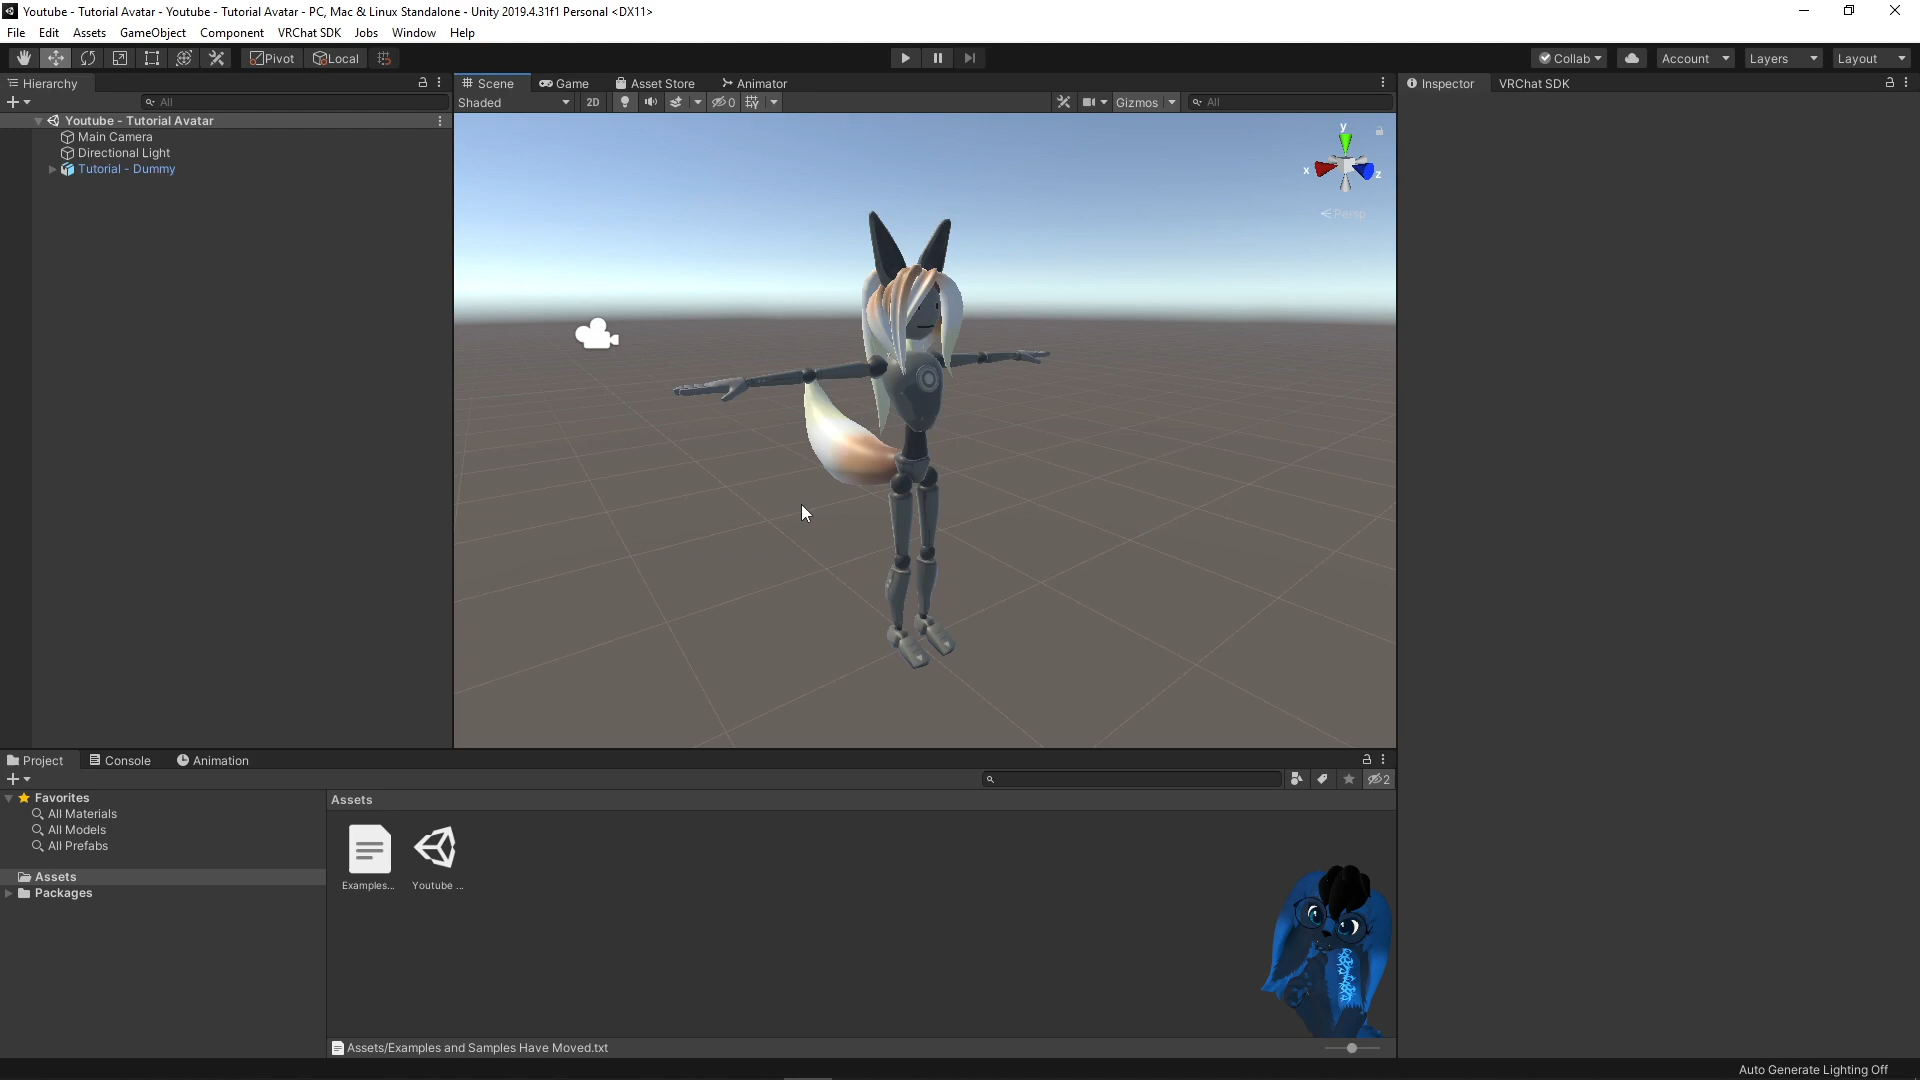 Youtube - Tutorial Avatar - Youtube - Tutorial Avatar - PC, Mac & Linux Standalone - Unity 2019.4.31f1 Personal <DX11>
File Edit Assets GameObject Component VRChat SDK Jobs Window Help
Pivot Local Collab Account Layers Layout
Hierarchy Scene Game Asset Store Animator Inspector VRChat SDK
All Shaded 2D 0 Gizmos All
Youtube - Tutorial Avatar
Main Camera
Directional Light
Tutorial - Dummy
y
x z
Persp
Project Console Animation
2
Favorites Assets
All Materials
All Models
All Prefabs
Assets
Packages
Examples... Youtube ...
Assets/Examples and Samples Have Moved.txt
Auto Generate Lighting Off